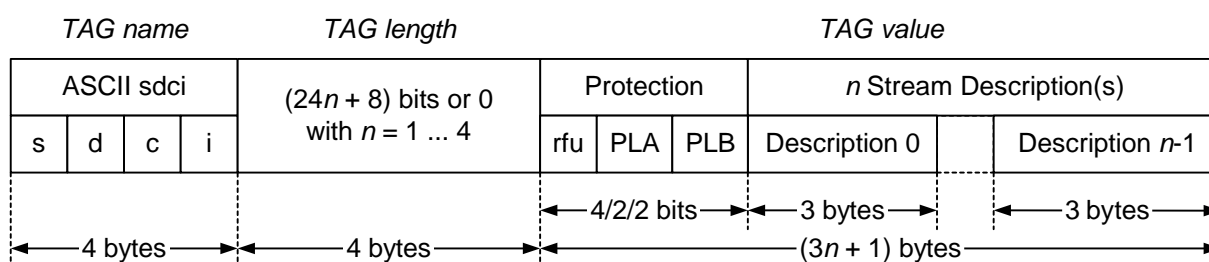 TAG name TAG length TAG value
ASCII sdci (24n + 8) bits or 0 with n = 1 ... 4 Protection n Stream Description(s)
s d c i rfu PLA PLB Description 0 Description n-1
4/2/2 bits 3 bytes 3 bytes
4 bytes 4 bytes (3n + 1) bytes